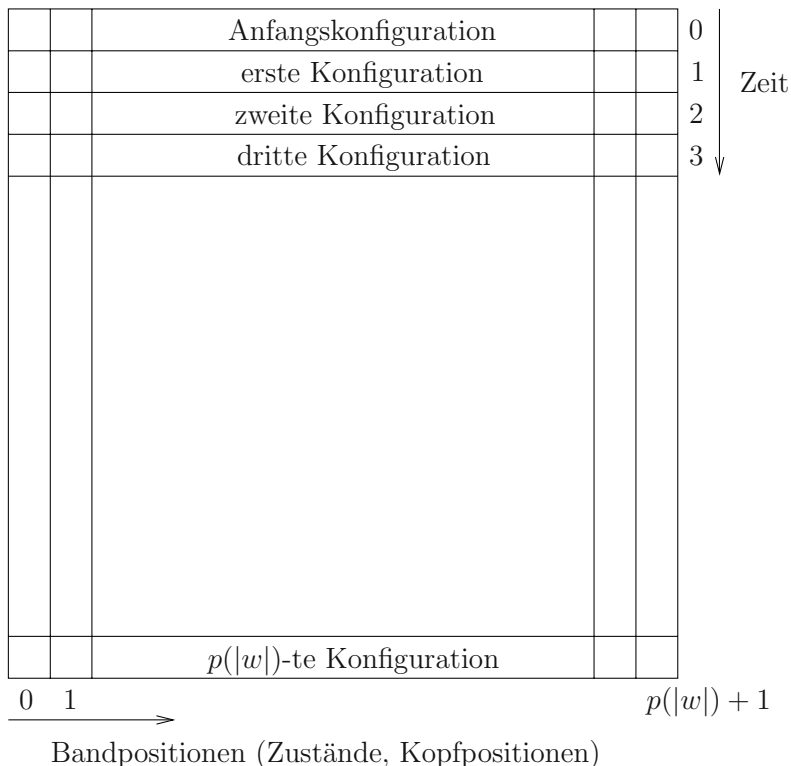 Anfangskonfiguration 0
erste Konfiguration 1
Zeit
zweite Konfiguration 2
dritte Konfiguration 3
p(|w|)-te Konfiguration
0 1 p(|w|) + 1
Bandpositionen (Zustände, Kopfpositionen)